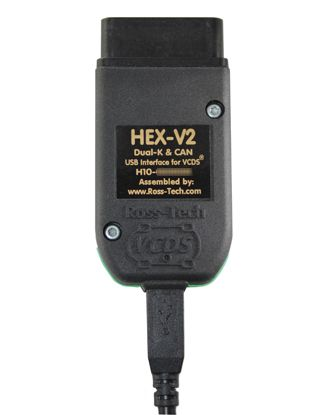 HEX-V2
Dual-K & CAN
USB Interface for VCDS®
H10-
Assembled by:
www.Ross-Tech.com
Ross-Tech
VCDS